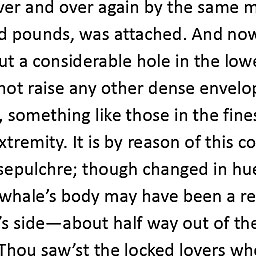 ver and over again by the same m
d pounds, was attached. And now
ut a considerable hole in the lowe
not raise any other dense envelop
, something like those in the fines
xtremity. It is by reason of this co
sepulchre; though changed in hue
whale’s body may have been a re
’s side—about half way out of the
Thou saw’st the locked lovers whe